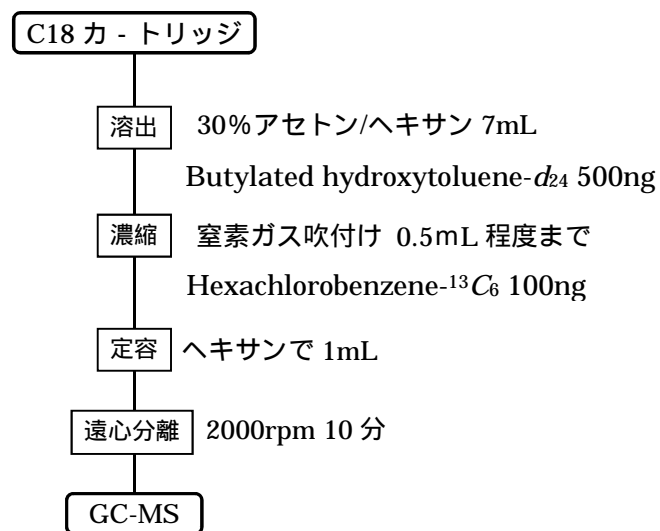 C18 カ - トリッジ
溶出 30%アセトン/ヘキサン 7mL
Butylated hydroxytoluene-d₂₄ 500ng
濃縮 窒素ガス吹付け 0.5mL 程度まで
Hexachlorobenzene-¹³C₆ 100ng
定容 ヘキサンで 1mL
遠心分離 2000rpm 10 分
GC-MS